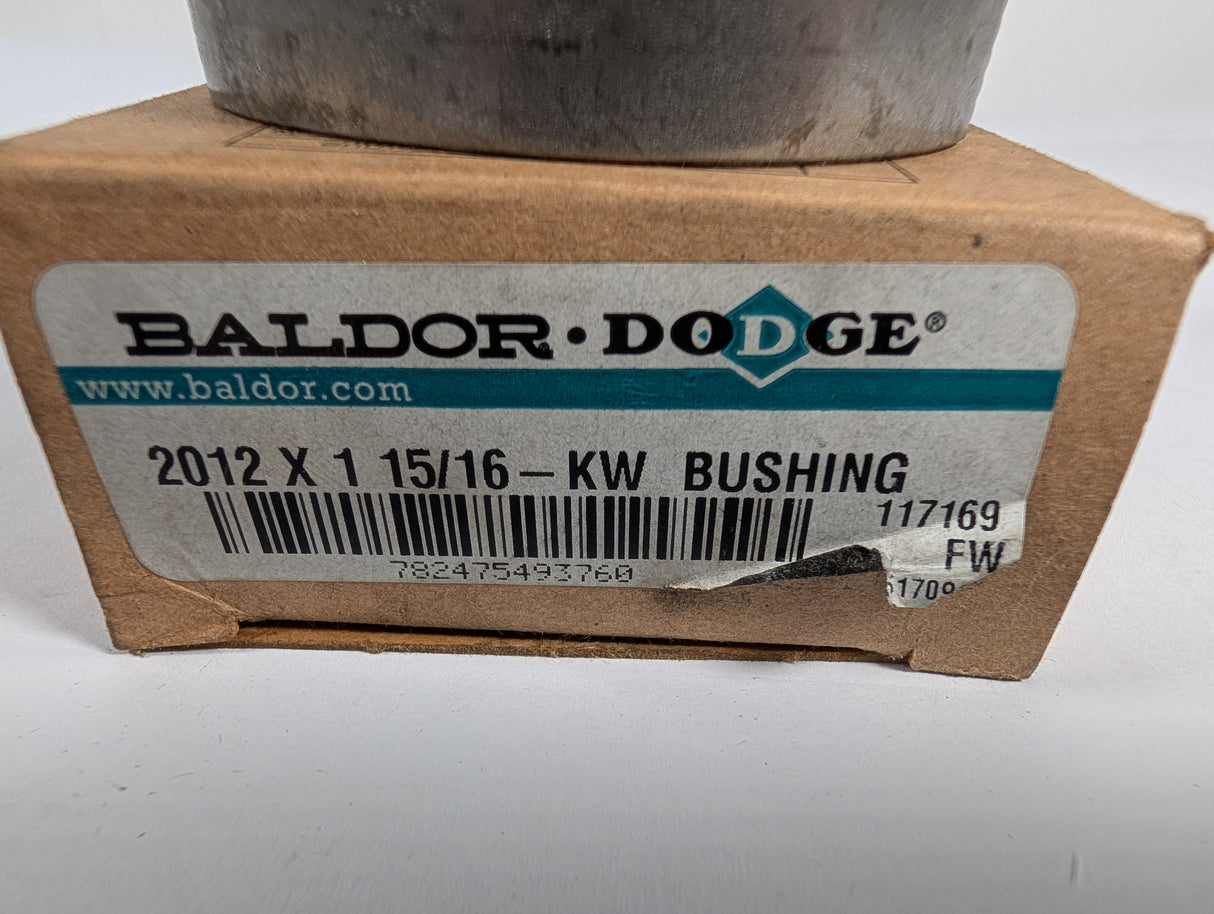 BALDOR • DODGE®
www.baldor.com
2012 X 1 15/16 – KW BUSHING
117169
782475493760
FW